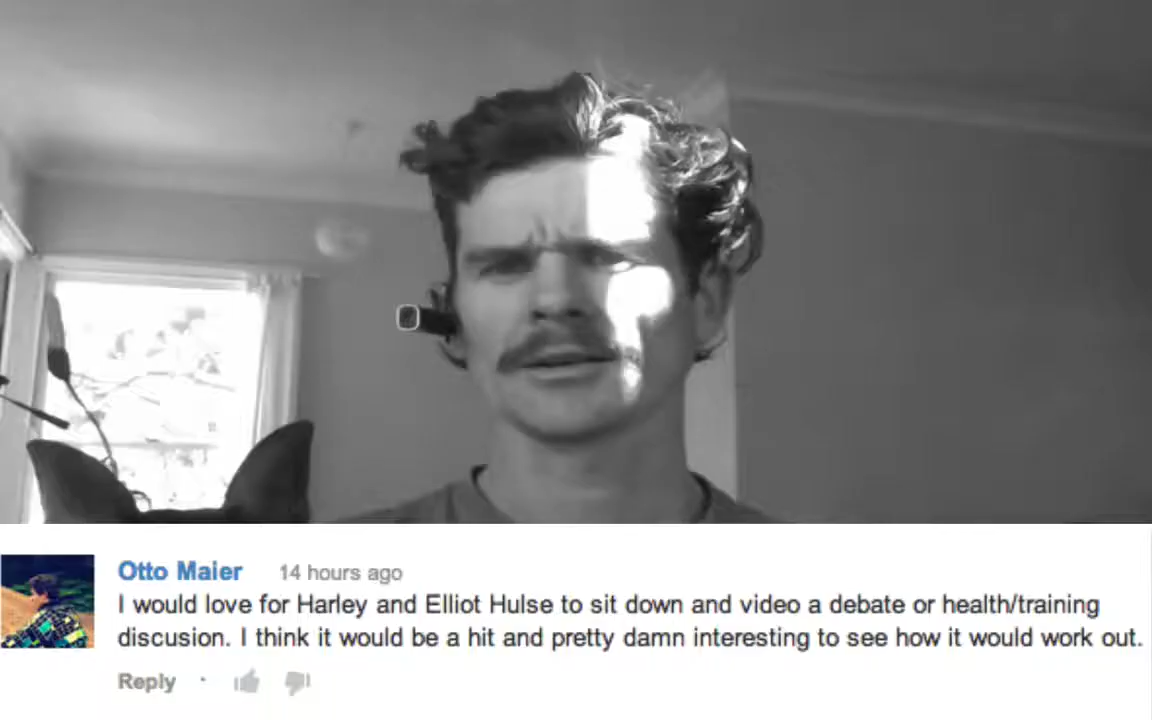 Otto Maier 14 hours ago
I would love for Harley and Elliot Hulse to sit down and video a debate or health/training
discusion. I think it would be a hit and pretty damn interesting to see how it would work out.
Reply ·